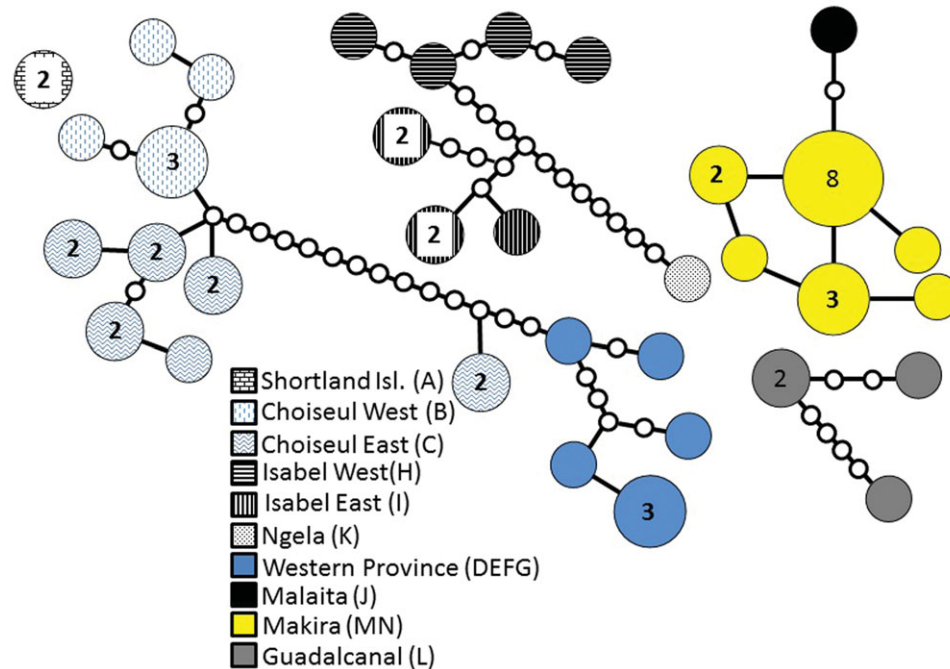 2
3
2
2
2
2
2
2
2
3
2
8
3
2
Shortland Isl. (A)
Choiseul West (B)
Choiseul East (C)
Isabel West(H)
Isabel East (I)
Ngela (K)
Western Province (DEFG)
Malaita (J)
Makira (MN)
Guadalcanal (L)